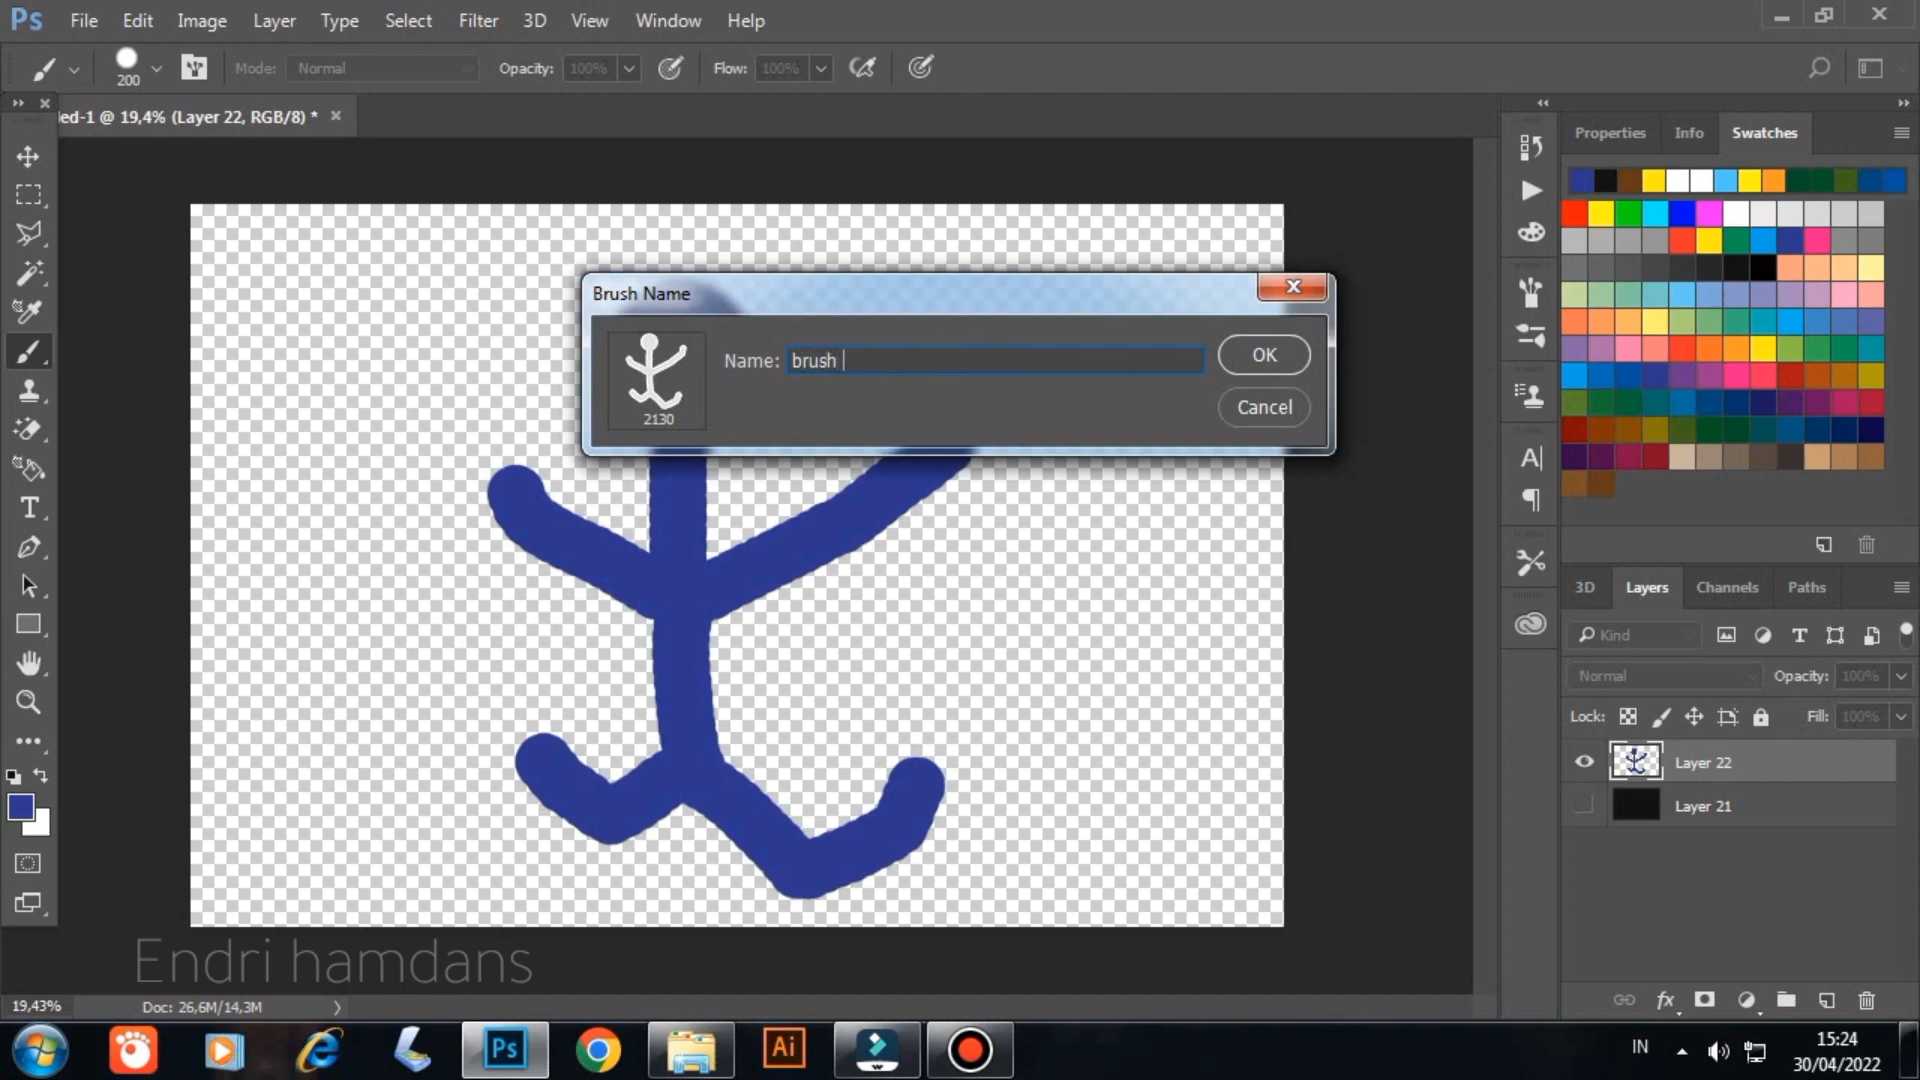 Ps File Edit Image Layer Type Select Filter 3D View Window Help
200 Mode: Normal Opacity: 100% Flow: 100%
led-1 @ 19,4% (Layer 22, RGB/8) *
Properties Info Swatches
Brush Name
Name: brush
OK
2130
Cancel
3D Layers Channels Paths
Kind
Normal Opacity: 100%
Lock: Fill: 100%
Layer 22
Layer 21
Endri hamdans
19,43% Doc: 26,6M/14,3M
Ps Ai IN 15:24
30/04/2022